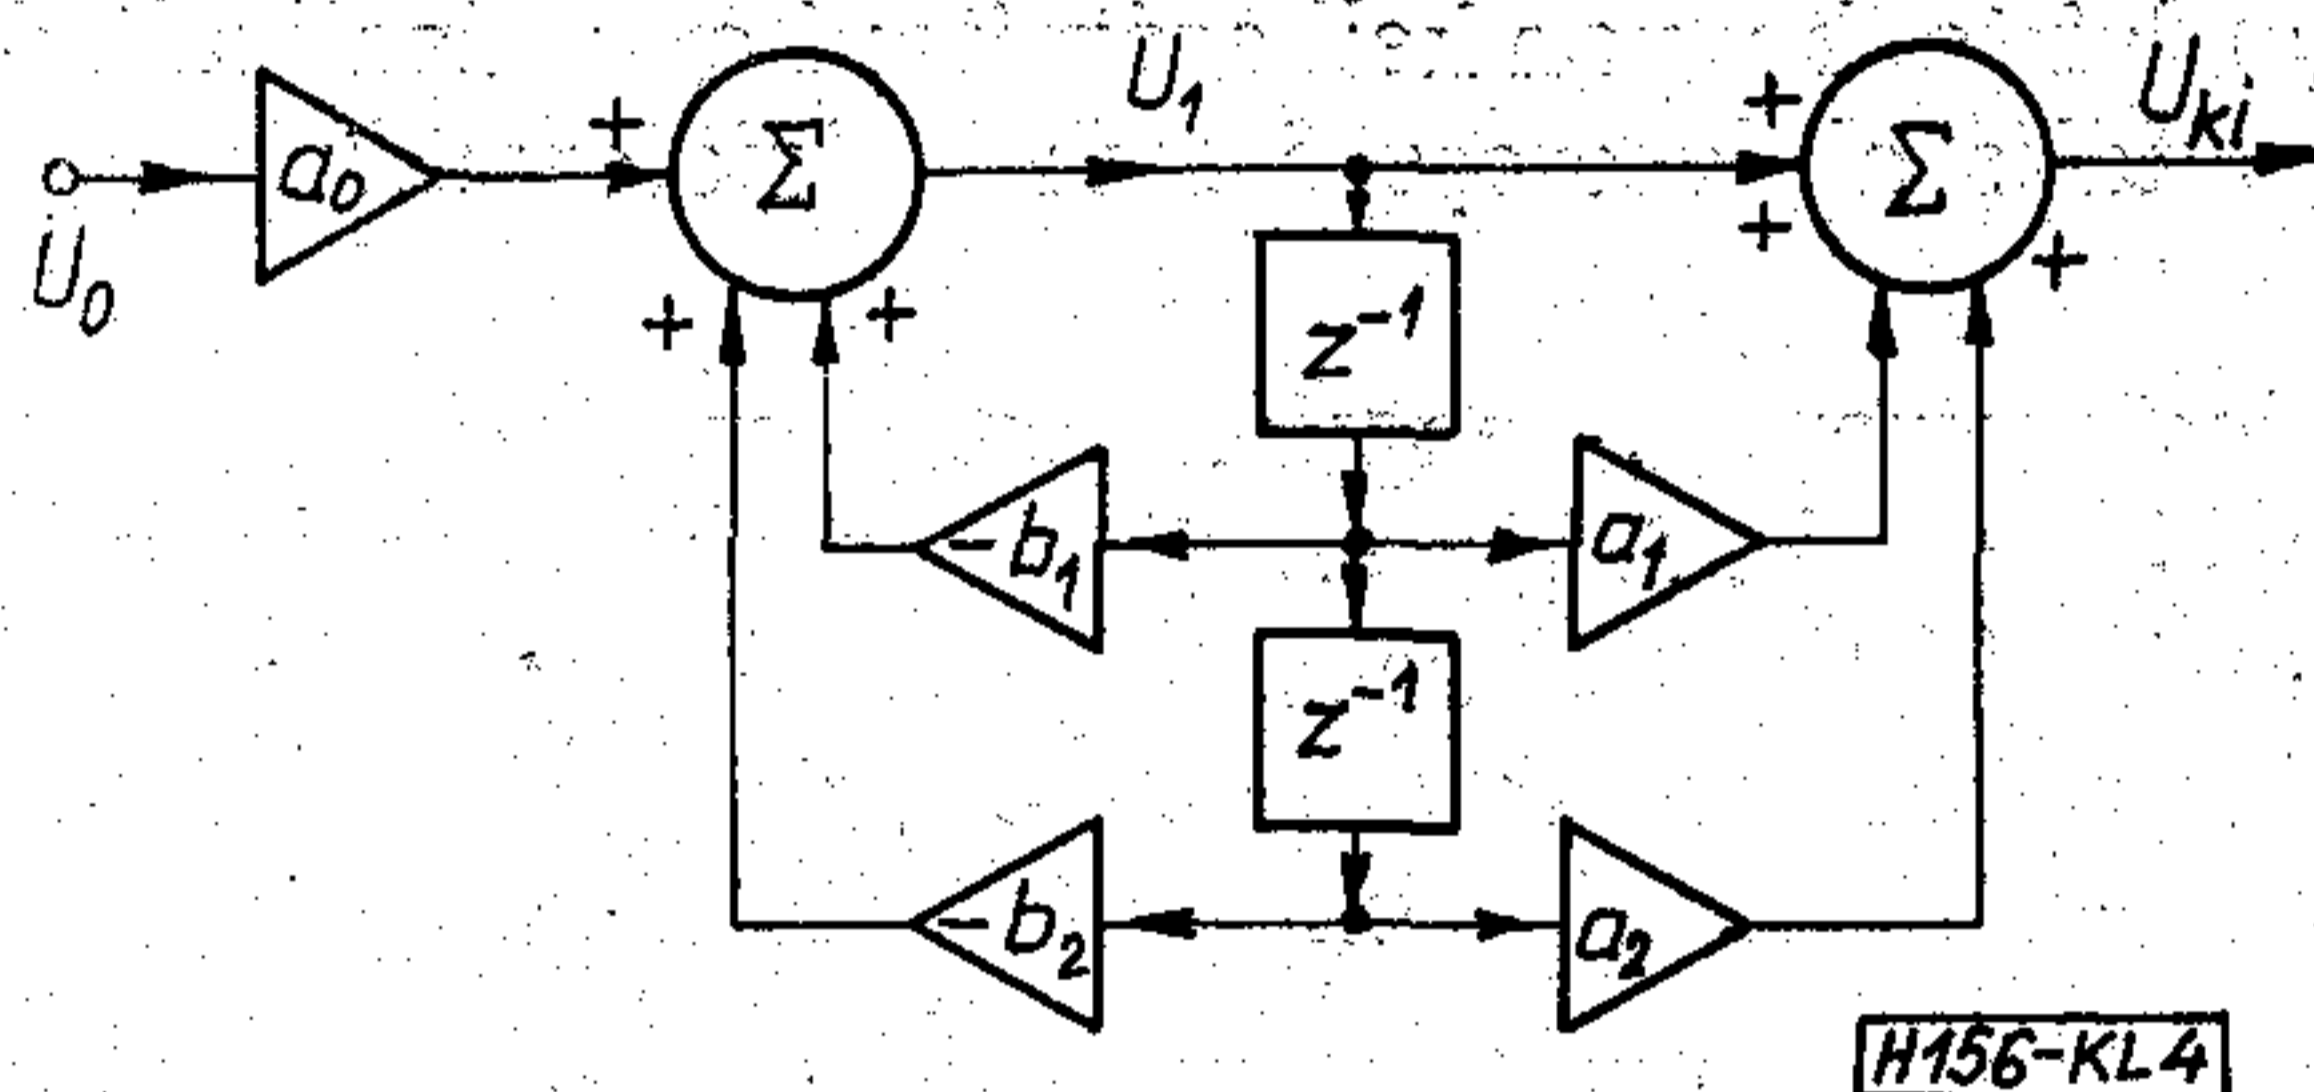 U₀
a₀
+
Σ
+
+
U₁
z⁻¹
-b₁
a₁
z⁻¹
-b₂
a₂
+
+
Σ
+
Uki
H156-KL4